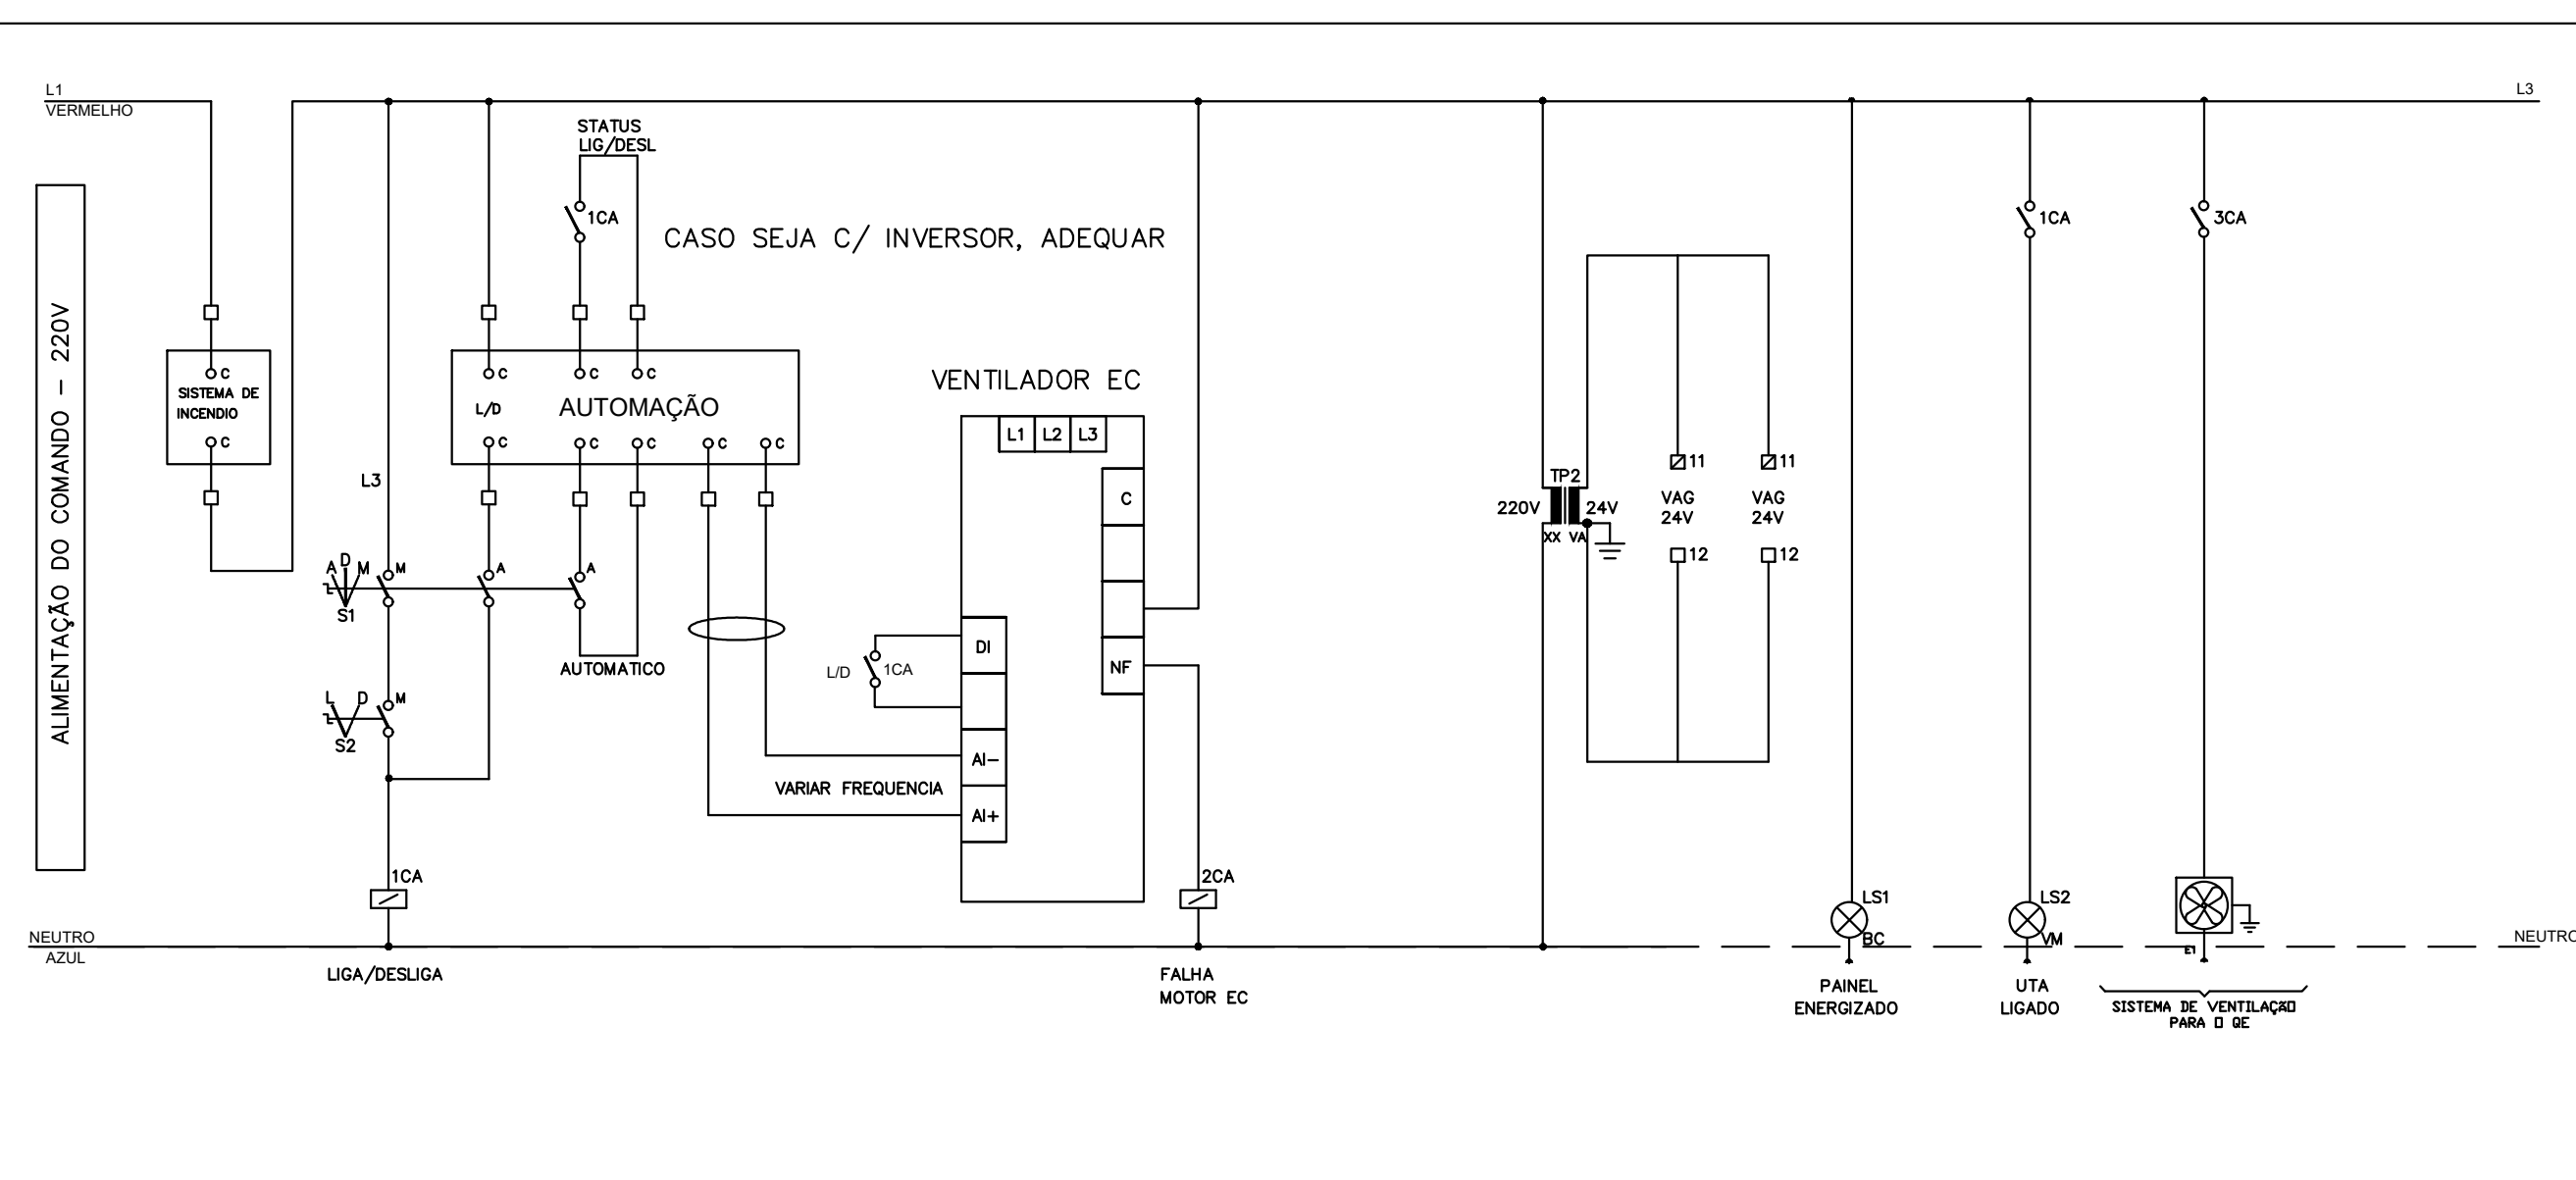 L1
VERMELHO
L3
ALIMENTAÇÃO DO COMANDO - 220V
C
SISTEMA DE
INCENDIO
C
L3
A D M
S1
M
A
A
L D
S2
M
1CA
LIGA/DESLIGA
STATUS
LIG/DESL
1CA
CASO SEJA C/ INVERSOR, ADEQUAR
C
C
C
L/D
AUTOMAÇÃO
C
C
C
C
C
AUTOMATICO
VENTILADOR EC
L1 L2 L3
C
NF
DI
L/D
1CA
AI-
VARIAR FREQUENCIA
AI+
2CA
FALHA
MOTOR EC
TP2
220V
24V
XX VA
11
VAG
24V
12
11
VAG
24V
12
LS1
BC
PAINEL
ENERGIZADO
1CA
LS2
VM
UTA
LIGADO
3CA
E1
SISTEMA DE VENTILAÇÃO
PARA O QE
NEUTRO
AZUL
NEUTRO